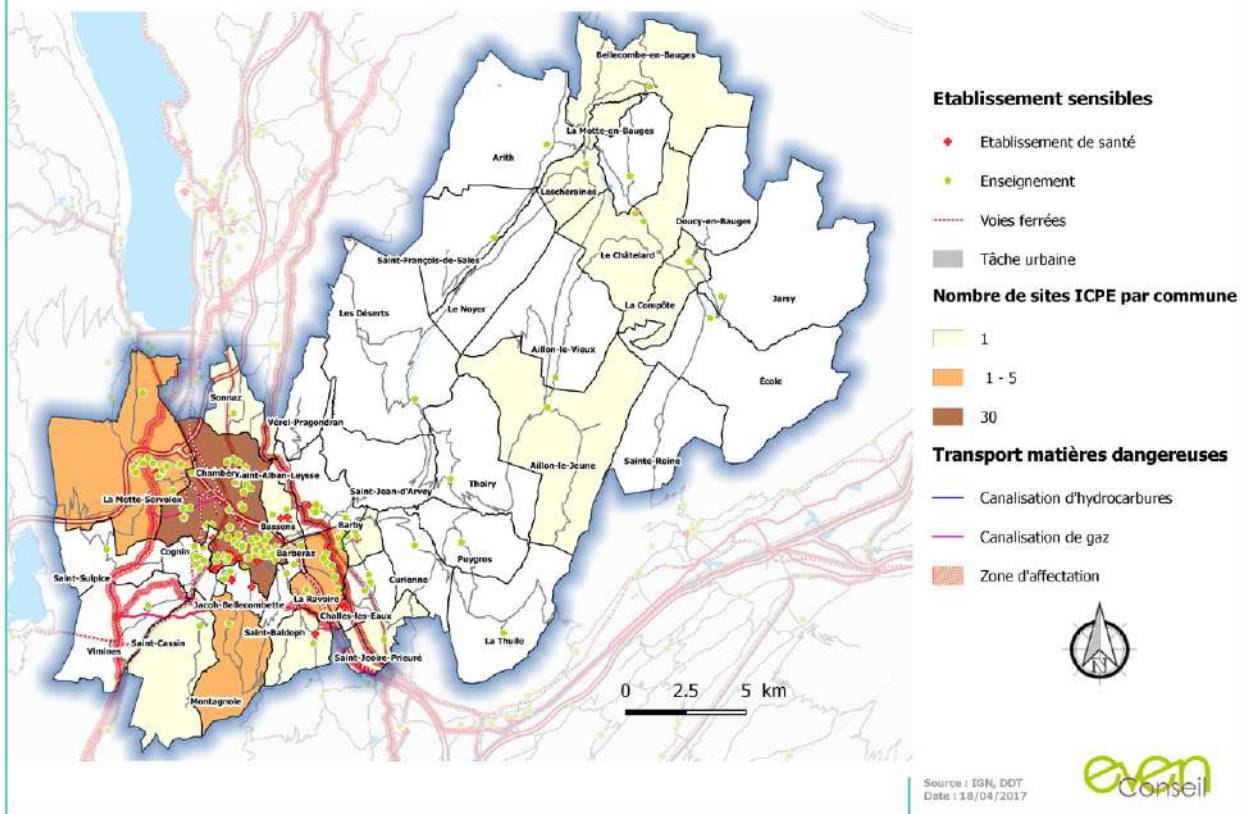 Bellecombe-en-Bauges
La Motte-en-Bauges
Arith
Lescheraines
Doucy-en-Bauges
Saint-François-de-Sales
Le Châtelard
Jarsy
La Compôte
Les Déserts
Le Noyer
Aillon-le-Vieux
École
Sonnaz
Vérel-Pragondran
Aillon-le-Jeune
Sainte-Reine
Chambéry
Saint-Alban-Leysse
Thoiry
La Motte-Servolex
Saint-Jean-d'Arvey
Bassens
Barby
Cognin
Barberaz
Puygros
Saint-Sulpice
Curienne
La Ravoire
Jacob-Bellecombette
Challes-les-Eaux
Saint-Cassin
Saint-Baldoph
La Thuile
Vimines
Saint-Jeoire-Prieuré
Montagnole
0 2.5 5 km
Etablissement sensibles
Etablissement de santé
Enseignement
Voies ferrées
Tâche urbaine
Nombre de sites ICPE par commune
1
1 - 5
30
Transport matières dangereuses
Canalisation d'hydrocarbures
Canalisation de gaz
Zone d'affectation
N
Source : IGN, DDT
Date : 18/04/2017
even
Conseil